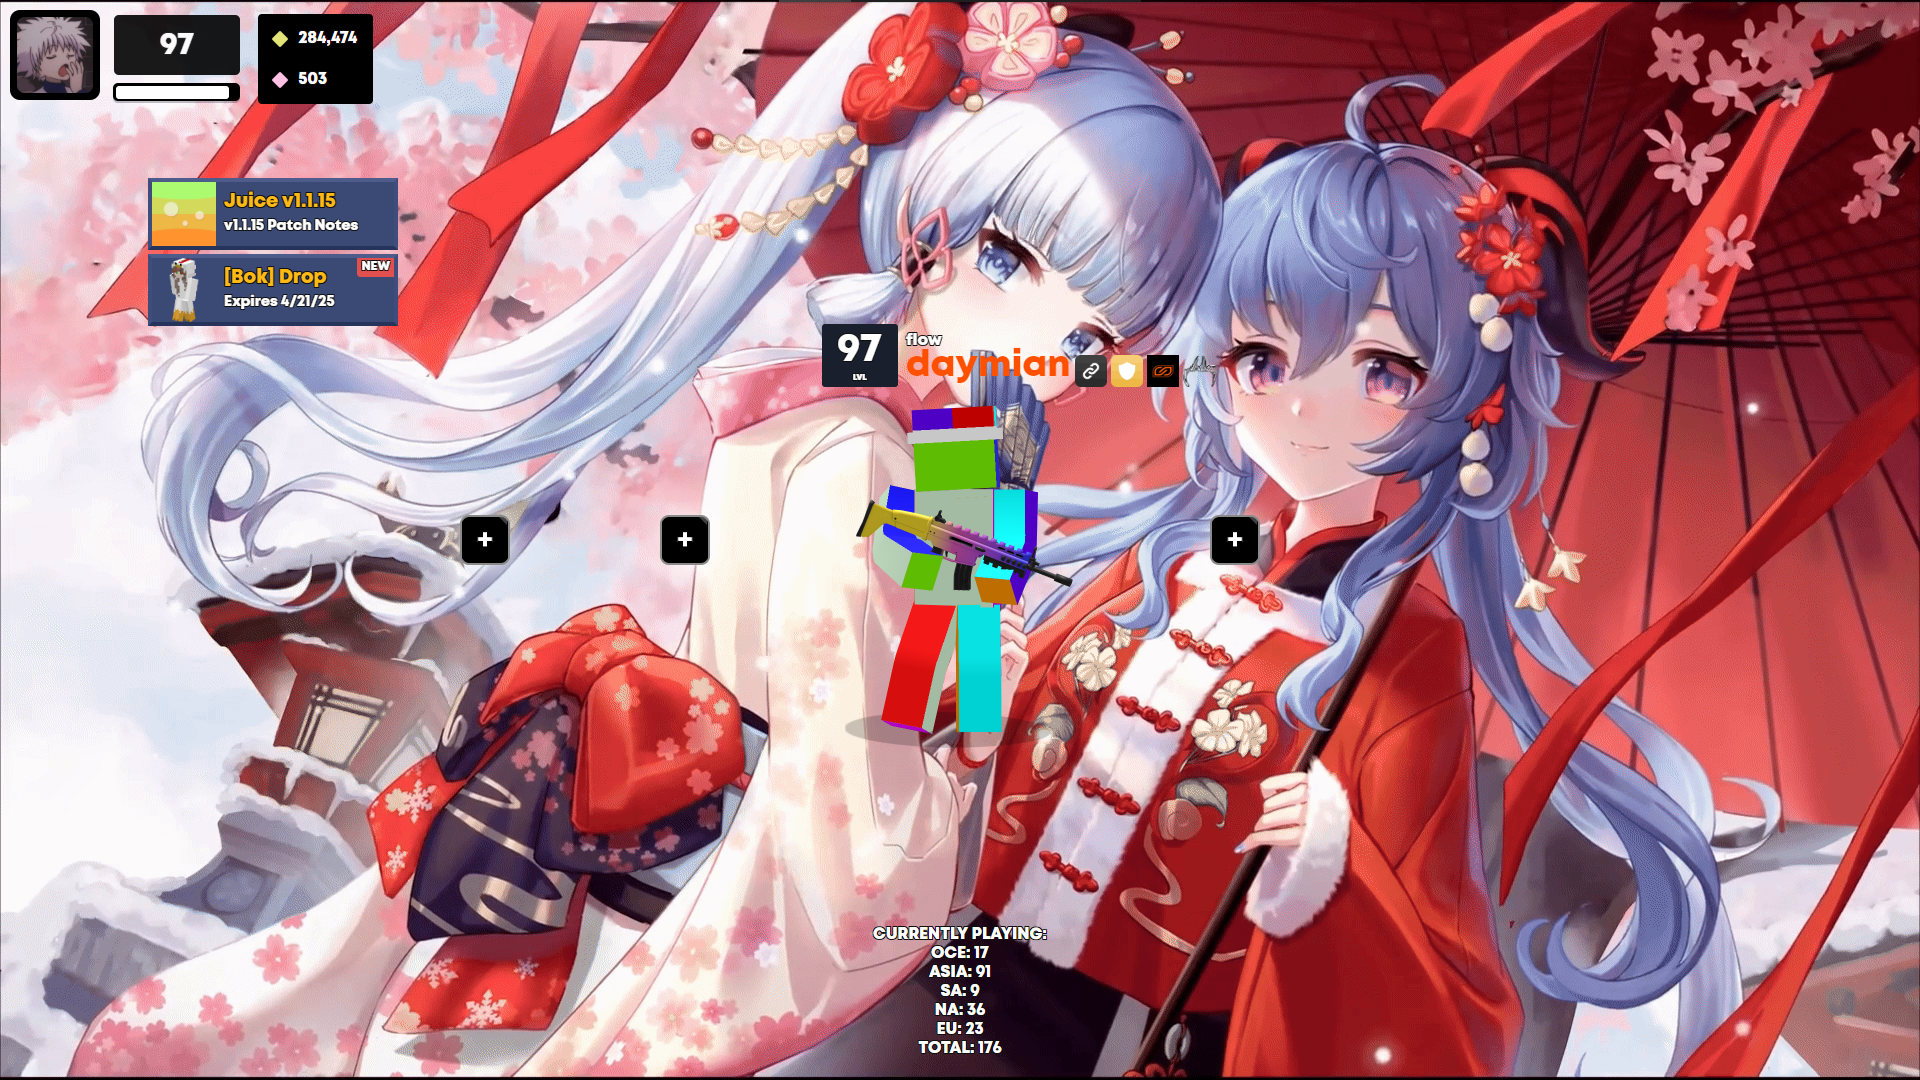 97
284,474
503
Juice v1.1.15
v1.1.15 Patch Notes
[Bok] Drop
NEW
Expires 4/21/25
97
LVL
flow
daymian
+
+
+
CURRENTLY PLAYING:
OCE: 17
ASIA: 91
SA: 9
NA: 36
EU: 23
TOTAL: 176